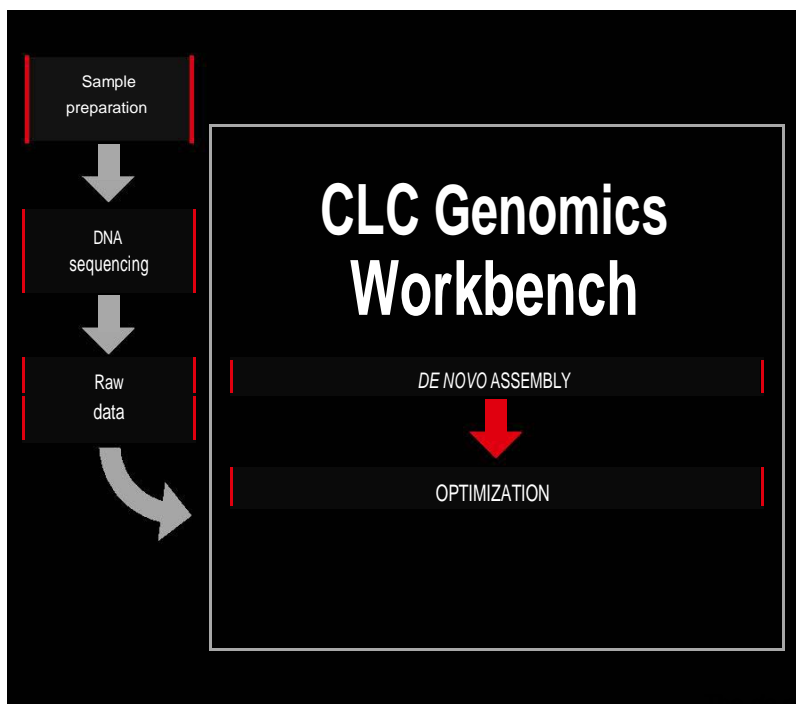 Sample
preparation
DNA
sequencing
Raw
data
CLC Genomics
Workbench
DE NOVO ASSEMBLY
OPTIMIZATION